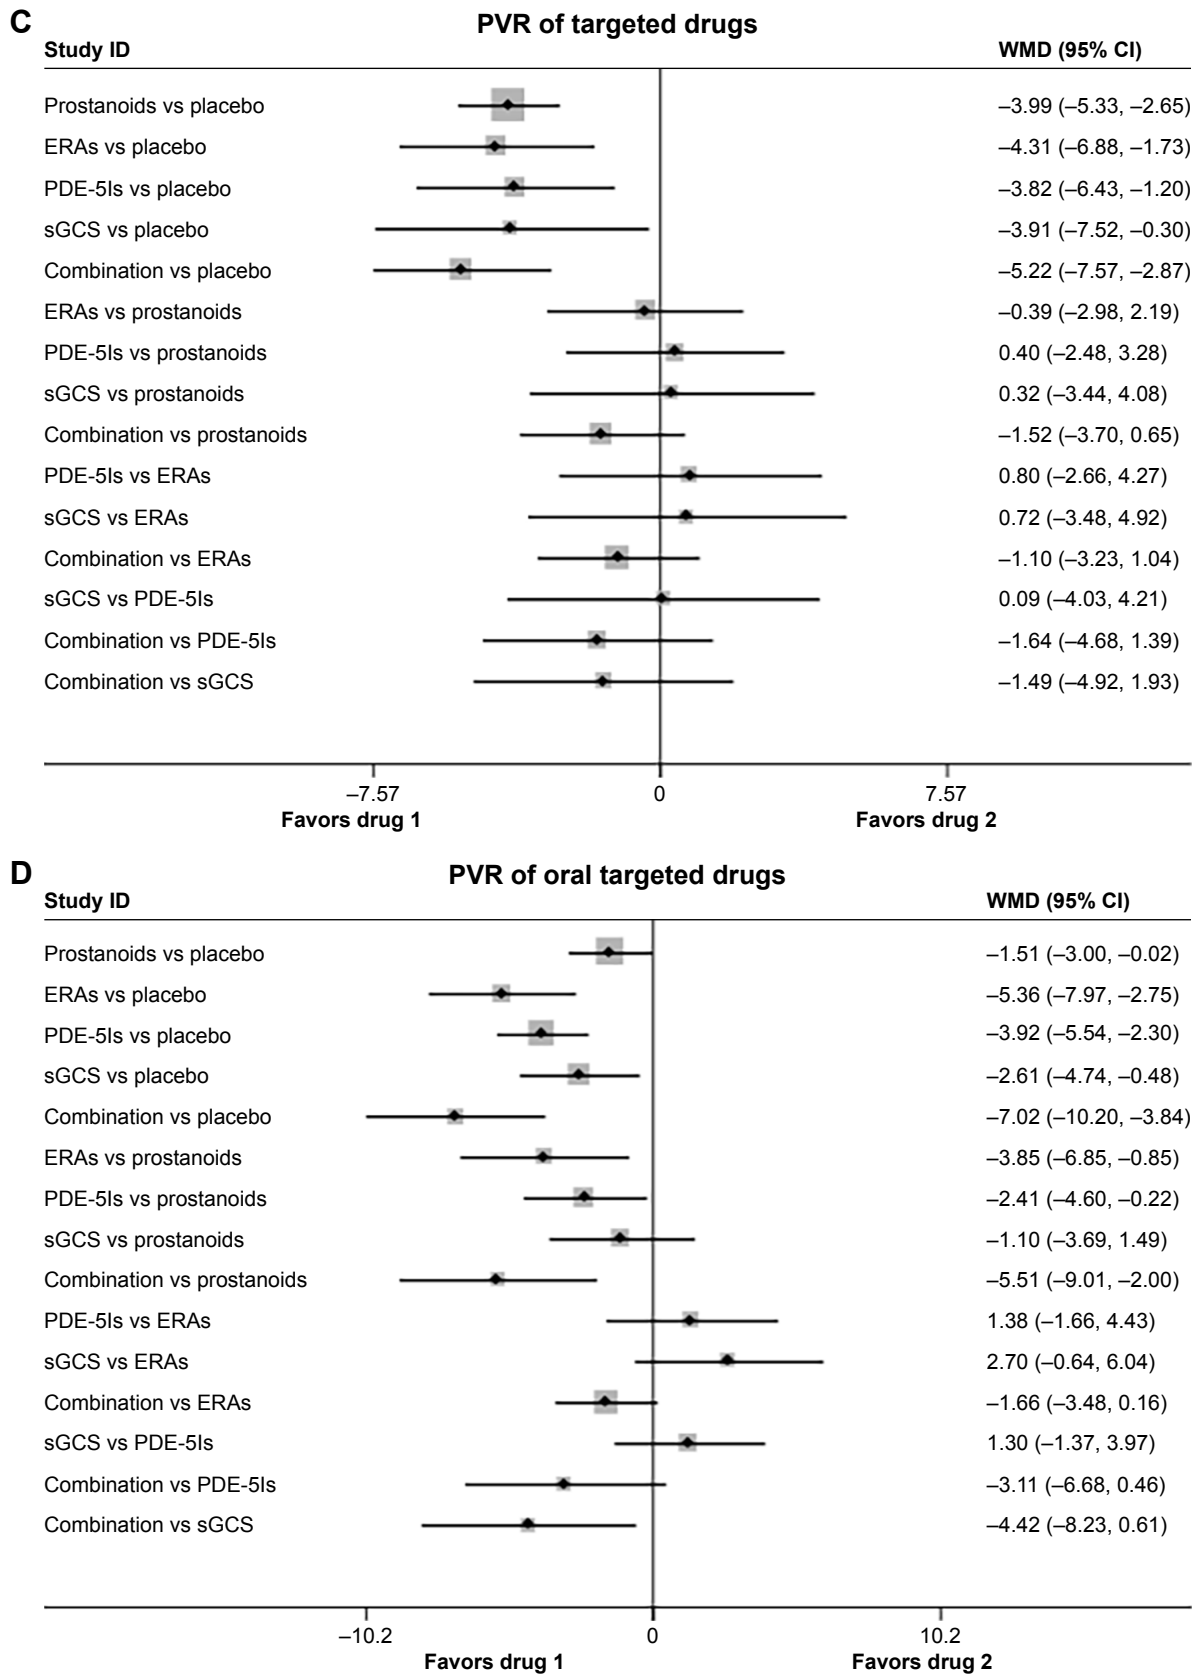 C
PVR of targeted drugs
Study ID WMD (95% CI)
Prostanoids vs placebo –3.99 (–5.33, –2.65)
ERAs vs placebo –4.31 (–6.88, –1.73)
PDE-5Is vs placebo –3.82 (–6.43, –1.20)
sGCS vs placebo –3.91 (–7.52, –0.30)
Combination vs placebo –5.22 (–7.57, –2.87)
ERAs vs prostanoids –0.39 (–2.98, 2.19)
PDE-5Is vs prostanoids 0.40 (–2.48, 3.28)
sGCS vs prostanoids 0.32 (–3.44, 4.08)
Combination vs prostanoids –1.52 (–3.70, 0.65)
PDE-5Is vs ERAs 0.80 (–2.66, 4.27)
sGCS vs ERAs 0.72 (–3.48, 4.92)
Combination vs ERAs –1.10 (–3.23, 1.04)
sGCS vs PDE-5Is 0.09 (–4.03, 4.21)
Combination vs PDE-5Is –1.64 (–4.68, 1.39)
Combination vs sGCS –1.49 (–4.92, 1.93)
–7.57 0 7.57
Favors drug 1 Favors drug 2
D
PVR of oral targeted drugs
Study ID WMD (95% CI)
Prostanoids vs placebo –1.51 (–3.00, –0.02)
ERAs vs placebo –5.36 (–7.97, –2.75)
PDE-5Is vs placebo –3.92 (–5.54, –2.30)
sGCS vs placebo –2.61 (–4.74, –0.48)
Combination vs placebo –7.02 (–10.20, –3.84)
ERAs vs prostanoids –3.85 (–6.85, –0.85)
PDE-5Is vs prostanoids –2.41 (–4.60, –0.22)
sGCS vs prostanoids –1.10 (–3.69, 1.49)
Combination vs prostanoids –5.51 (–9.01, –2.00)
PDE-5Is vs ERAs 1.38 (–1.66, 4.43)
sGCS vs ERAs 2.70 (–0.64, 6.04)
Combination vs ERAs –1.66 (–3.48, 0.16)
sGCS vs PDE-5Is 1.30 (–1.37, 3.97)
Combination vs PDE-5Is –3.11 (–6.68, 0.46)
Combination vs sGCS –4.42 (–8.23, 0.61)
–10.2 0 10.2
Favors drug 1 Favors drug 2